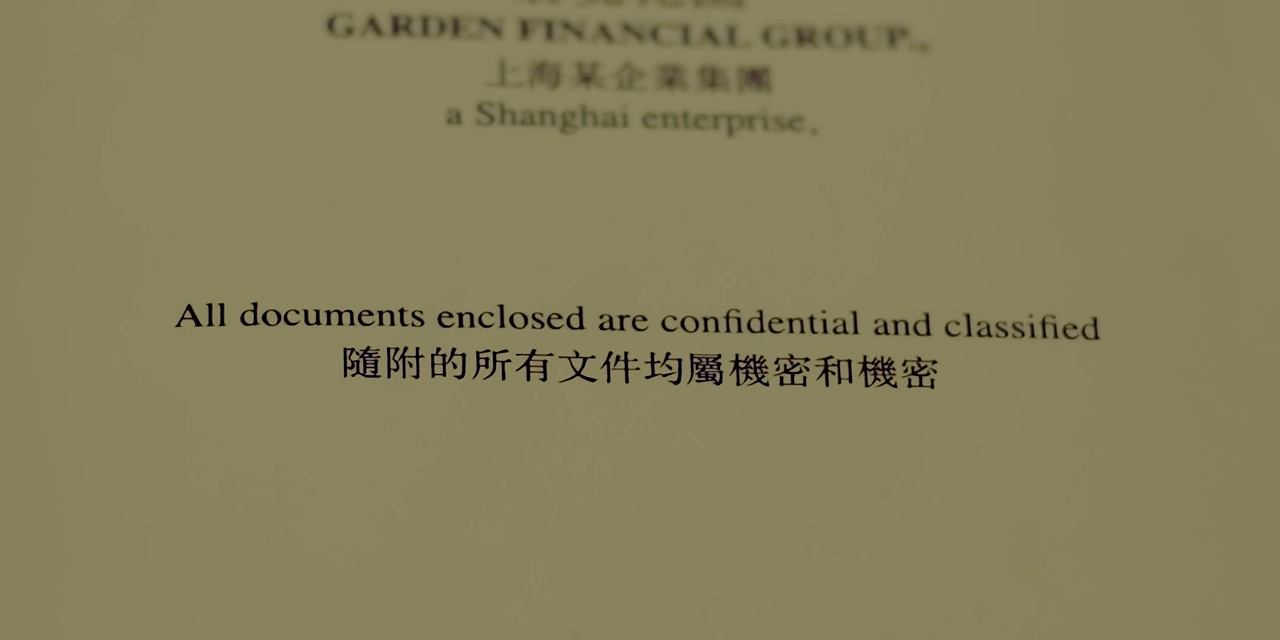 GARDEN FINANCIAL GROUP.,
上海某企業集團
a Shanghai enterprise,
All documents enclosed are confidential and classified
隨附的所有文件均屬機密和機密